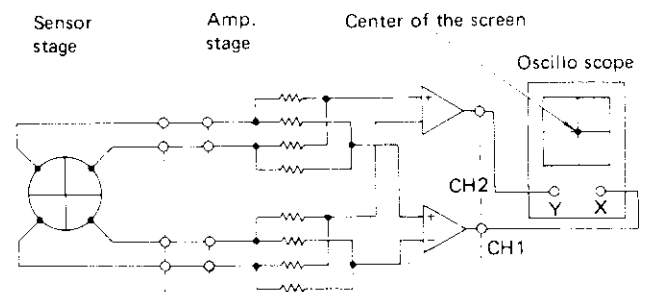 Sensor stage
Amp. stage
Center of the screen
Oscillo scope
+
-
CH2
Y
X
+
-
CH1